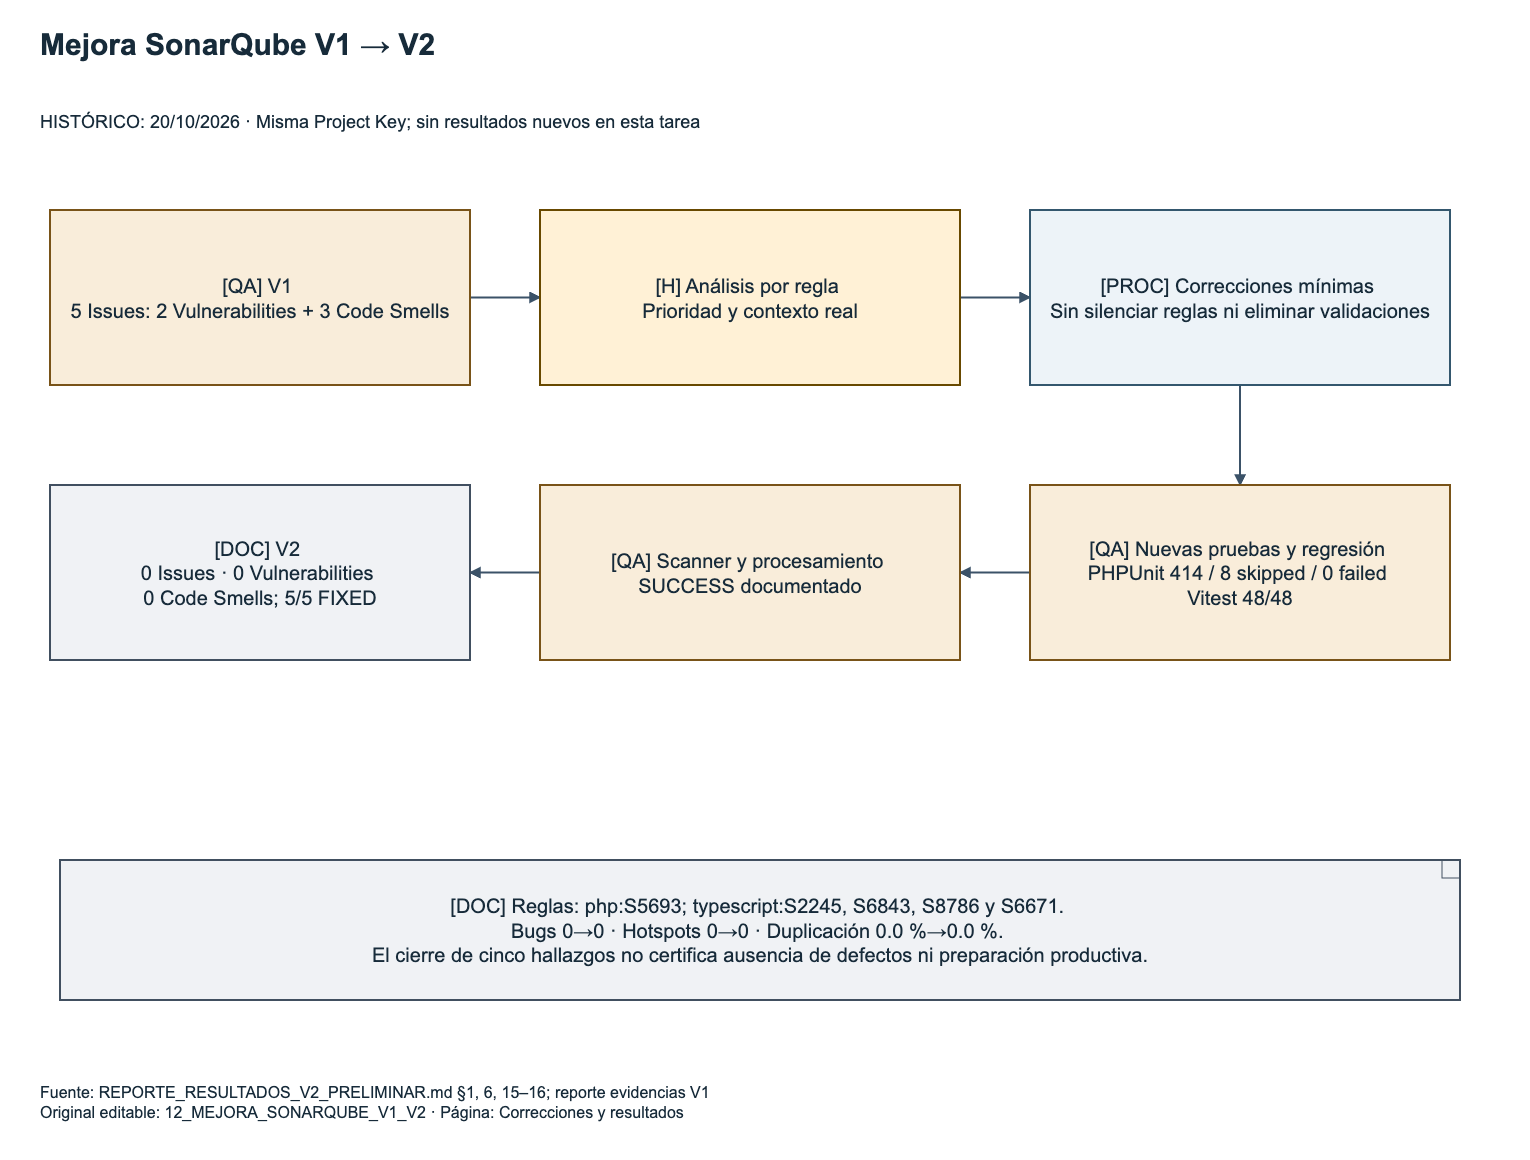 Mejora SonarQube V1 → V2
HISTÓRICO: 20/10/2026 · Misma Project Key; sin resultados nuevos en esta tarea
[QA] V1
5 Issues: 2 Vulnerabilities + 3 Code Smells
[H] Análisis por regla
Prioridad y contexto real
[PROC] Correcciones mínimas
Sin silenciar reglas ni eliminar validaciones
[DOC] V2
0 Issues · 0 Vulnerabilities
0 Code Smells; 5/5 FIXED
[QA] Scanner y procesamiento
SUCCESS documentado
[QA] Nuevas pruebas y regresión
PHPUnit 414 / 8 skipped / 0 failed
Vitest 48/48
[DOC] Reglas: php:S5693; typescript:S2245, S6843, S8786 y S6671.
Bugs 0→0 · Hotspots 0→0 · Duplicación 0.0 %→0.0 %.
El cierre de cinco hallazgos no certifica ausencia de defectos ni preparación productiva.
Fuente: REPORTE_RESULTADOS_V2_PRELIMINAR.md §1, 6, 15–16; reporte evidencias V1
Original editable: 12_MEJORA_SONARQUBE_V1_V2 · Página: Correcciones y resultados